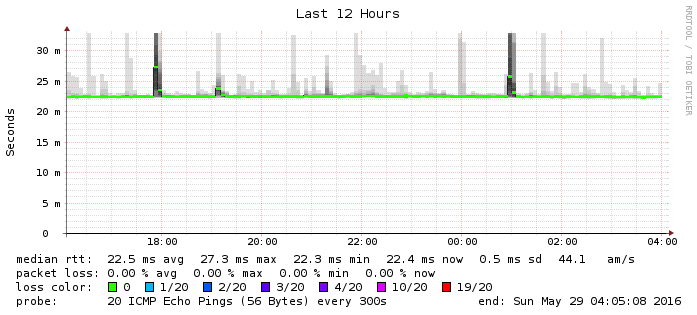 Last 12 Hours
RRDTOOL / TOBI OETIKER
Seconds
30 m
25 m
20 m
15 m
10 m
5 m
0
18:00 20:00 22:00 00:00 02:00 04:00
median rtt: 22.5 ms avg 27.3 ms max 22.3 ms min 22.4 ms now 0.5 ms sd 44.1 am/s
packet loss: 0.00 % avg 0.00 % max 0.00 % min 0.00 % now
loss color: 0 1/20 2/20 3/20 4/20 10/20 19/20
probe: 20 ICMP Echo Pings (56 Bytes) every 300s end: Sun May 29 04:05:08 2016